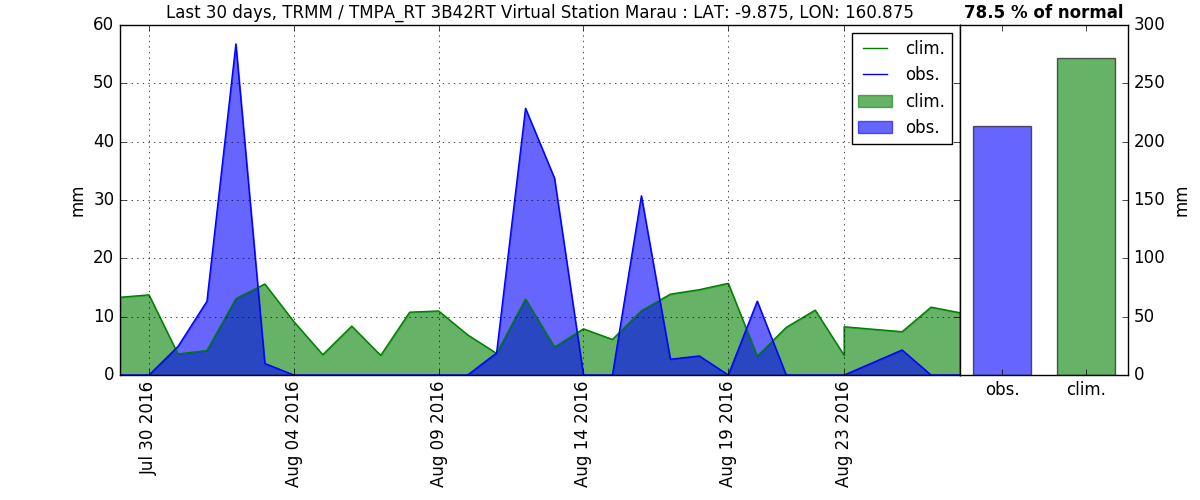 Last 30 days, TRMM / TMPA_RT 3B42RT Virtual Station Marau : LAT: -9.875, LON: 160.875
78.5 % of normal
60
50
40
30
20
10
0
mm
clim.
obs.
clim.
obs.
Jul 30 2016
Aug 04 2016
Aug 09 2016
Aug 14 2016
Aug 19 2016
Aug 23 2016
300
250
200
150
100
50
0
mm
obs.
clim.